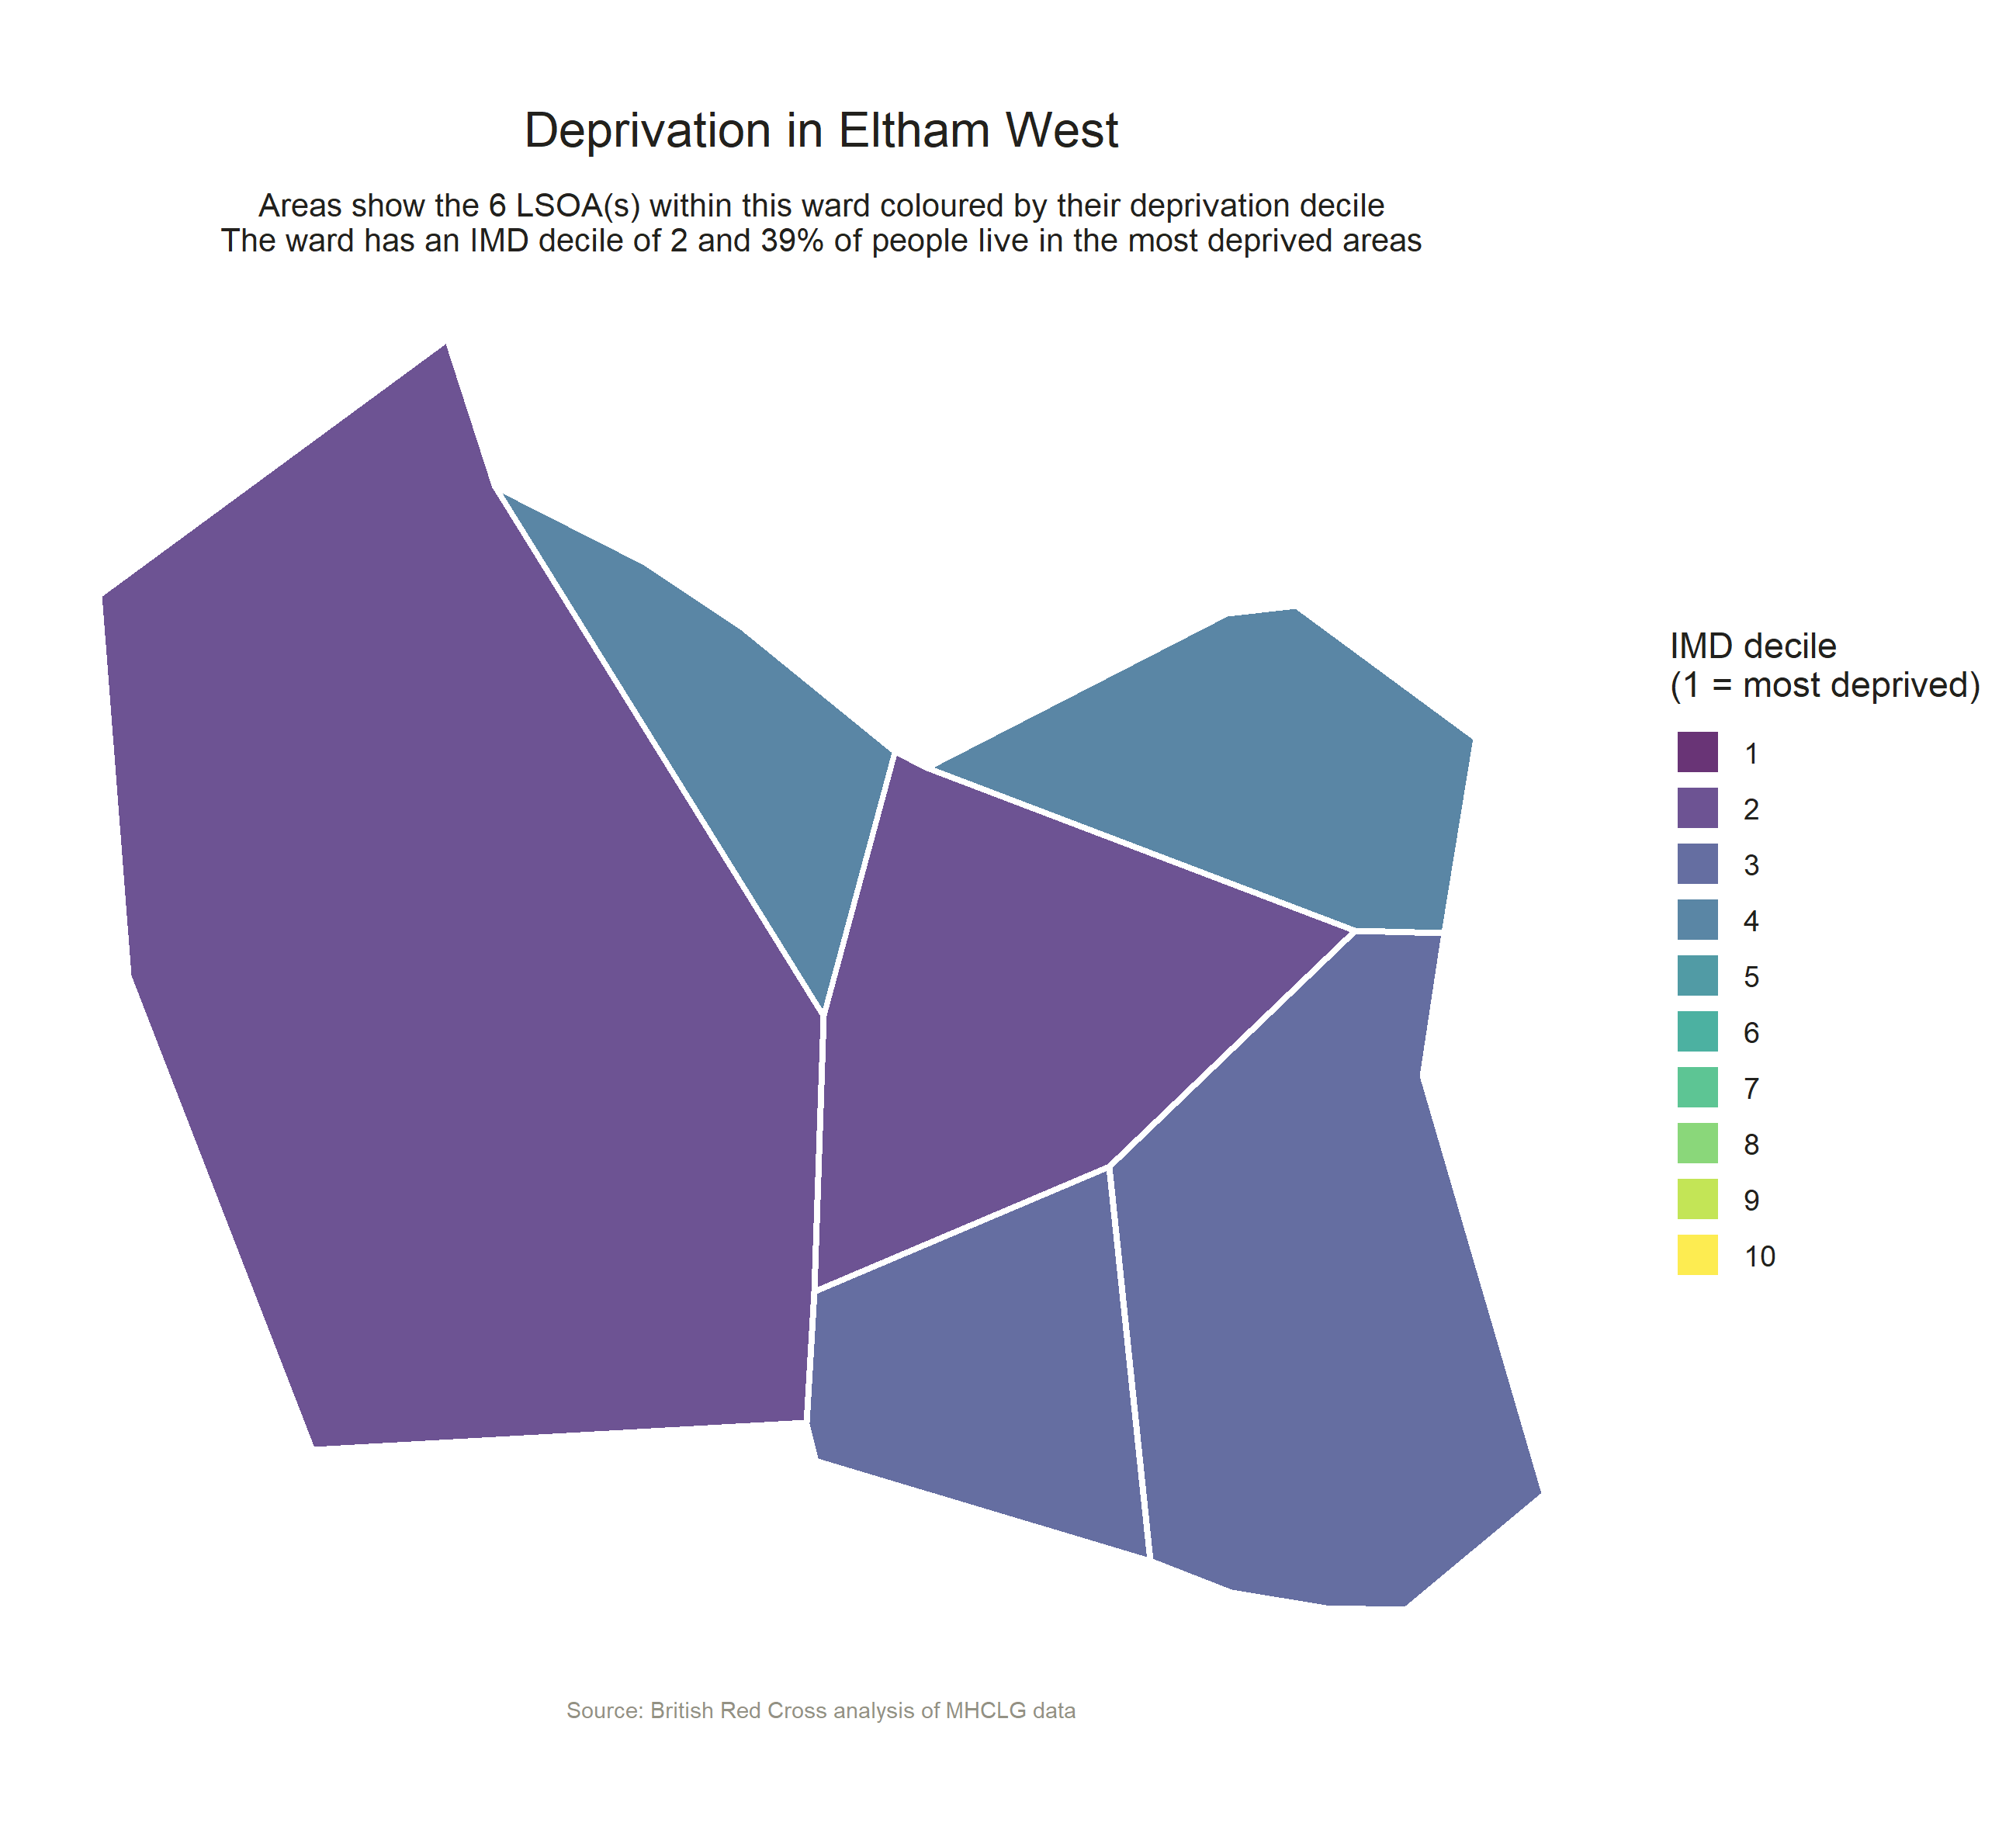 Deprivation in Eltham West
Areas show the 6 LSOA(s) within this ward coloured by their deprivation decile
The ward has an IMD decile of 2 and 39% of people live in the most deprived areas
IMD decile
(1 = most deprived)
1
2
3
4
5
6
7
8
9
10
Source: British Red Cross analysis of MHCLG data